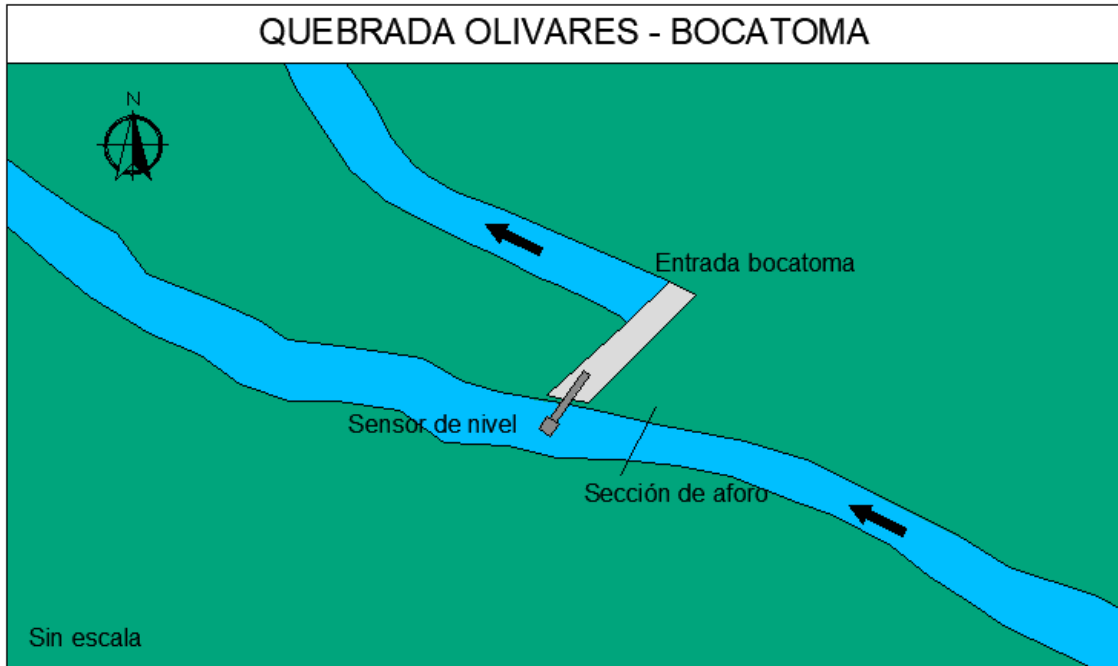 QUEBRADA OLIVARES - BOCATOMA
N
Entrada bocatoma
Sensor de nivel
Sección de aforo
Sin escala